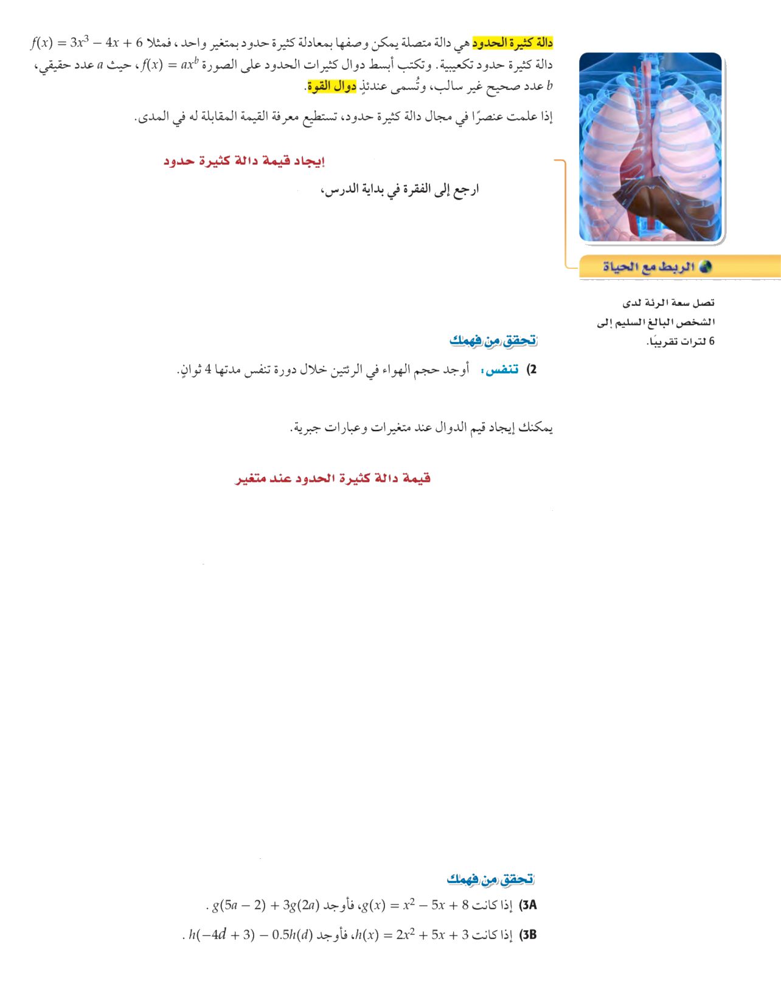 دالة كثيرة الحدود هي دالة متصلة يمكن وصفها بمعادلة كثيرة حدود بمتغير واحد ، فمثلا f(x) = 3x³ − 4x + 6
دالة كثيرة حدود تكعيبية. وتكتب أبسط دوال كثيرات الحدود على الصورة f(x) = axᵇ ، حيث a عدد حقيقي،
b عدد صحيح غير سالب، وتُسمى عندئذٍ دوال القوة.
إذا علمت عنصرًا في مجال دالة كثيرة حدود، تستطيع معرفة القيمة المقابلة له في المدى.
إيجاد قيمة دالة كثيرة حدود
ارجع إلى الفقرة في بداية الدرس،
الربط مع الحياة
تصل سعة الرئة لدى
الشخص البالغ السليم إلى
6 لترات تقريبًا.
تحقق من فهمك
2) تنفس: أوجد حجم الهواء في الرئتين خلال دورة تنفس مدتها 4 ثوانٍ.
يمكنك إيجاد قيم الدوال عند متغيرات وعبارات جبرية.
قيمة دالة كثيرة الحدود عند متغير
تحقق من فهمك
3A) إذا كانت g(x) = x² − 5x + 8، فأوجد g(5a − 2) + 3g(2a) .
3B) إذا كانت h(x) = 2x² + 5x + 3، فأوجد h(−4d + 3) − 0.5h(d) .